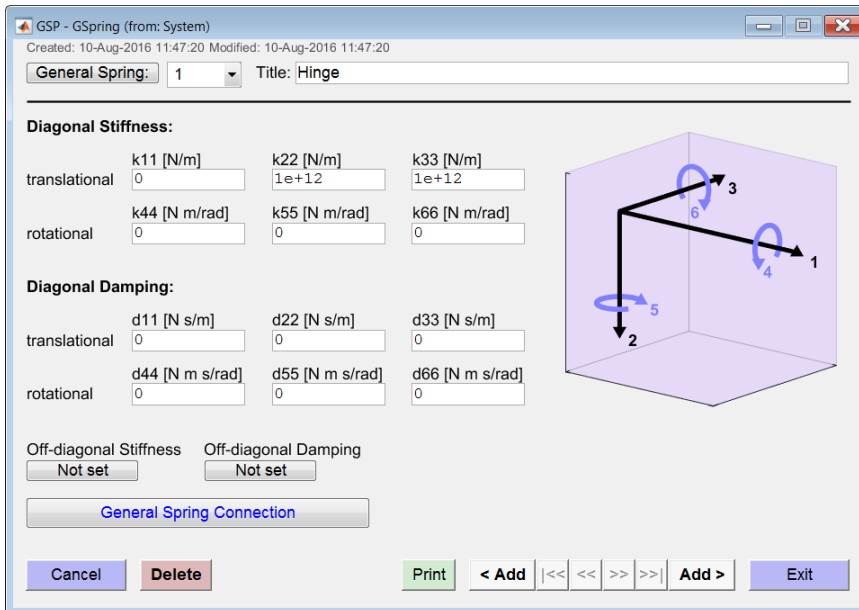 GSP - GSpring (from: System)
Created: 10-Aug-2016 11:47:20 Modified: 10-Aug-2016 11:47:20
General Spring: 1 Title: Hinge
Diagonal Stiffness:
k11 [N/m] k22 [N/m] k33 [N/m]
translational 0 1e+12 1e+12
k44 [N m/rad] k55 [N m/rad] k66 [N m/rad]
rotational 0 0 0
Diagonal Damping:
d11 [N s/m] d22 [N s/m] d33 [N s/m]
translational 0 0 0
d44 [N m s/rad] d55 [N m s/rad] d66 [N m s/rad]
rotational 0 0 0
3
6
1
4
5
2
Off-diagonal Stiffness Off-diagonal Damping
Not set Not set
General Spring Connection
Cancel Delete Print < Add |<< << >> >>| Add > Exit